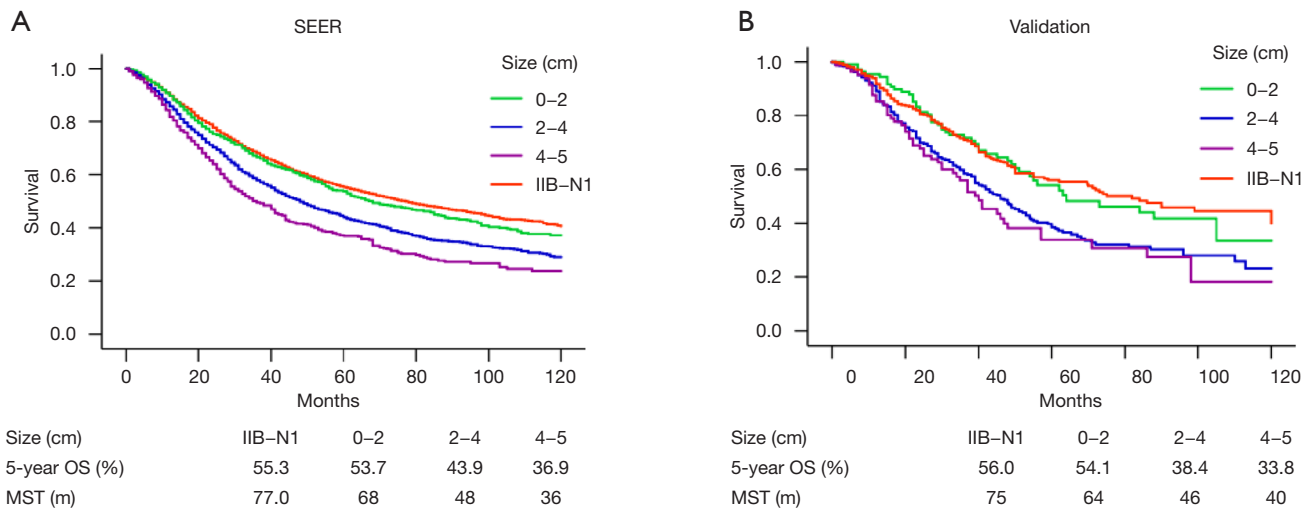 A
SEER
Size (cm)
0–2
2–4
4–5
IIB–N1
Survival
1.0
0.8
0.6
0.4
0.2
0.0
0 20 40 60 80 100 120
Months
Size (cm) IIB–N1 0–2 2–4 4–5
5-year OS (%) 55.3 53.7 43.9 36.9
MST (m) 77.0 68 48 36
B
Validation
Size (cm)
0–2
2–4
4–5
IIB–N1
Survival
1.0
0.8
0.6
0.4
0.2
0.0
0 20 40 60 80 100 120
Months
Size (cm) IIB–N1 0–2 2–4 4–5
5-year OS (%) 56.0 54.1 38.4 33.8
MST (m) 75 64 46 40